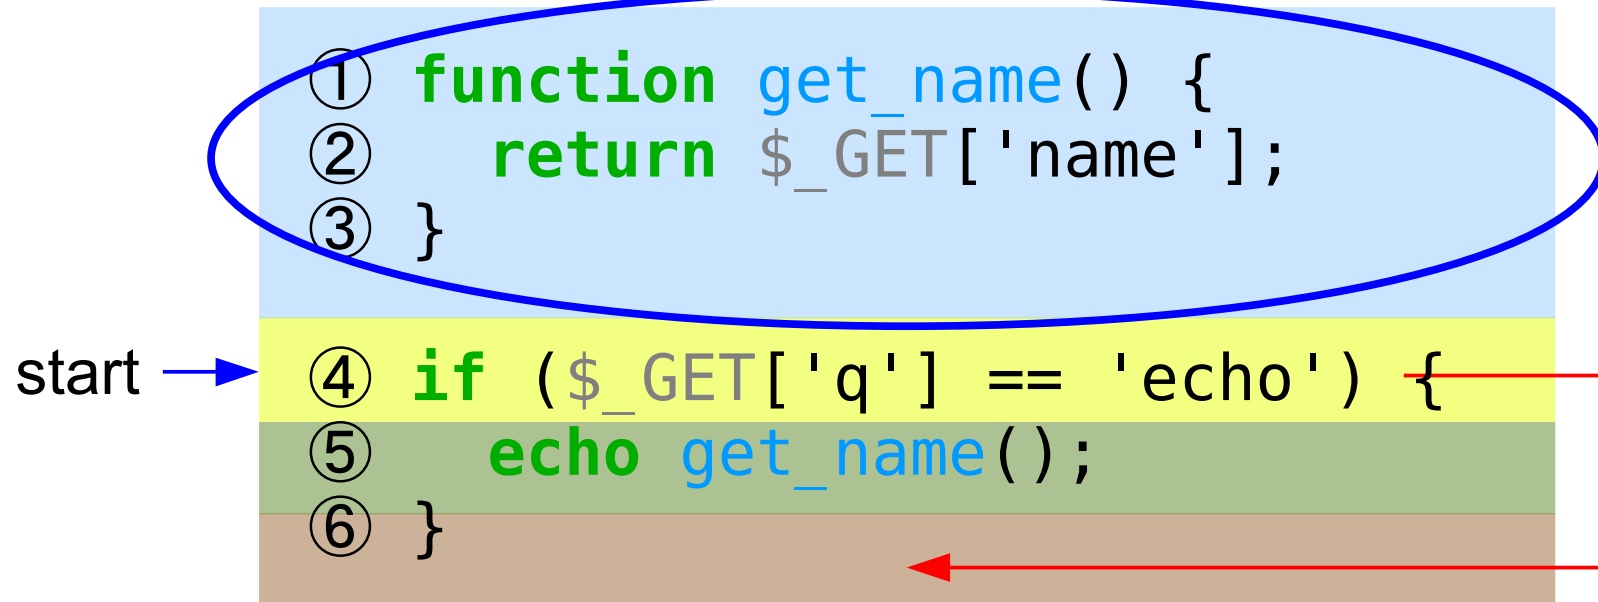 ① function get_name() {
②   return $_GET['name'];
③ }
start
④ if ($_GET['q'] == 'echo') {
⑤   echo get_name();
⑥ }